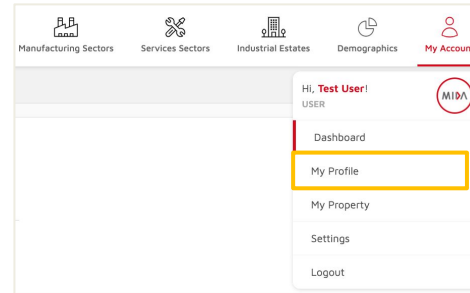 Manufacturing Sectors
Services Sectors
Industrial Estates
Demographics
My Accoun
Hi, Test User!
USER
MIDA
Dashboard
My Profile
My Property
Settings
Logout